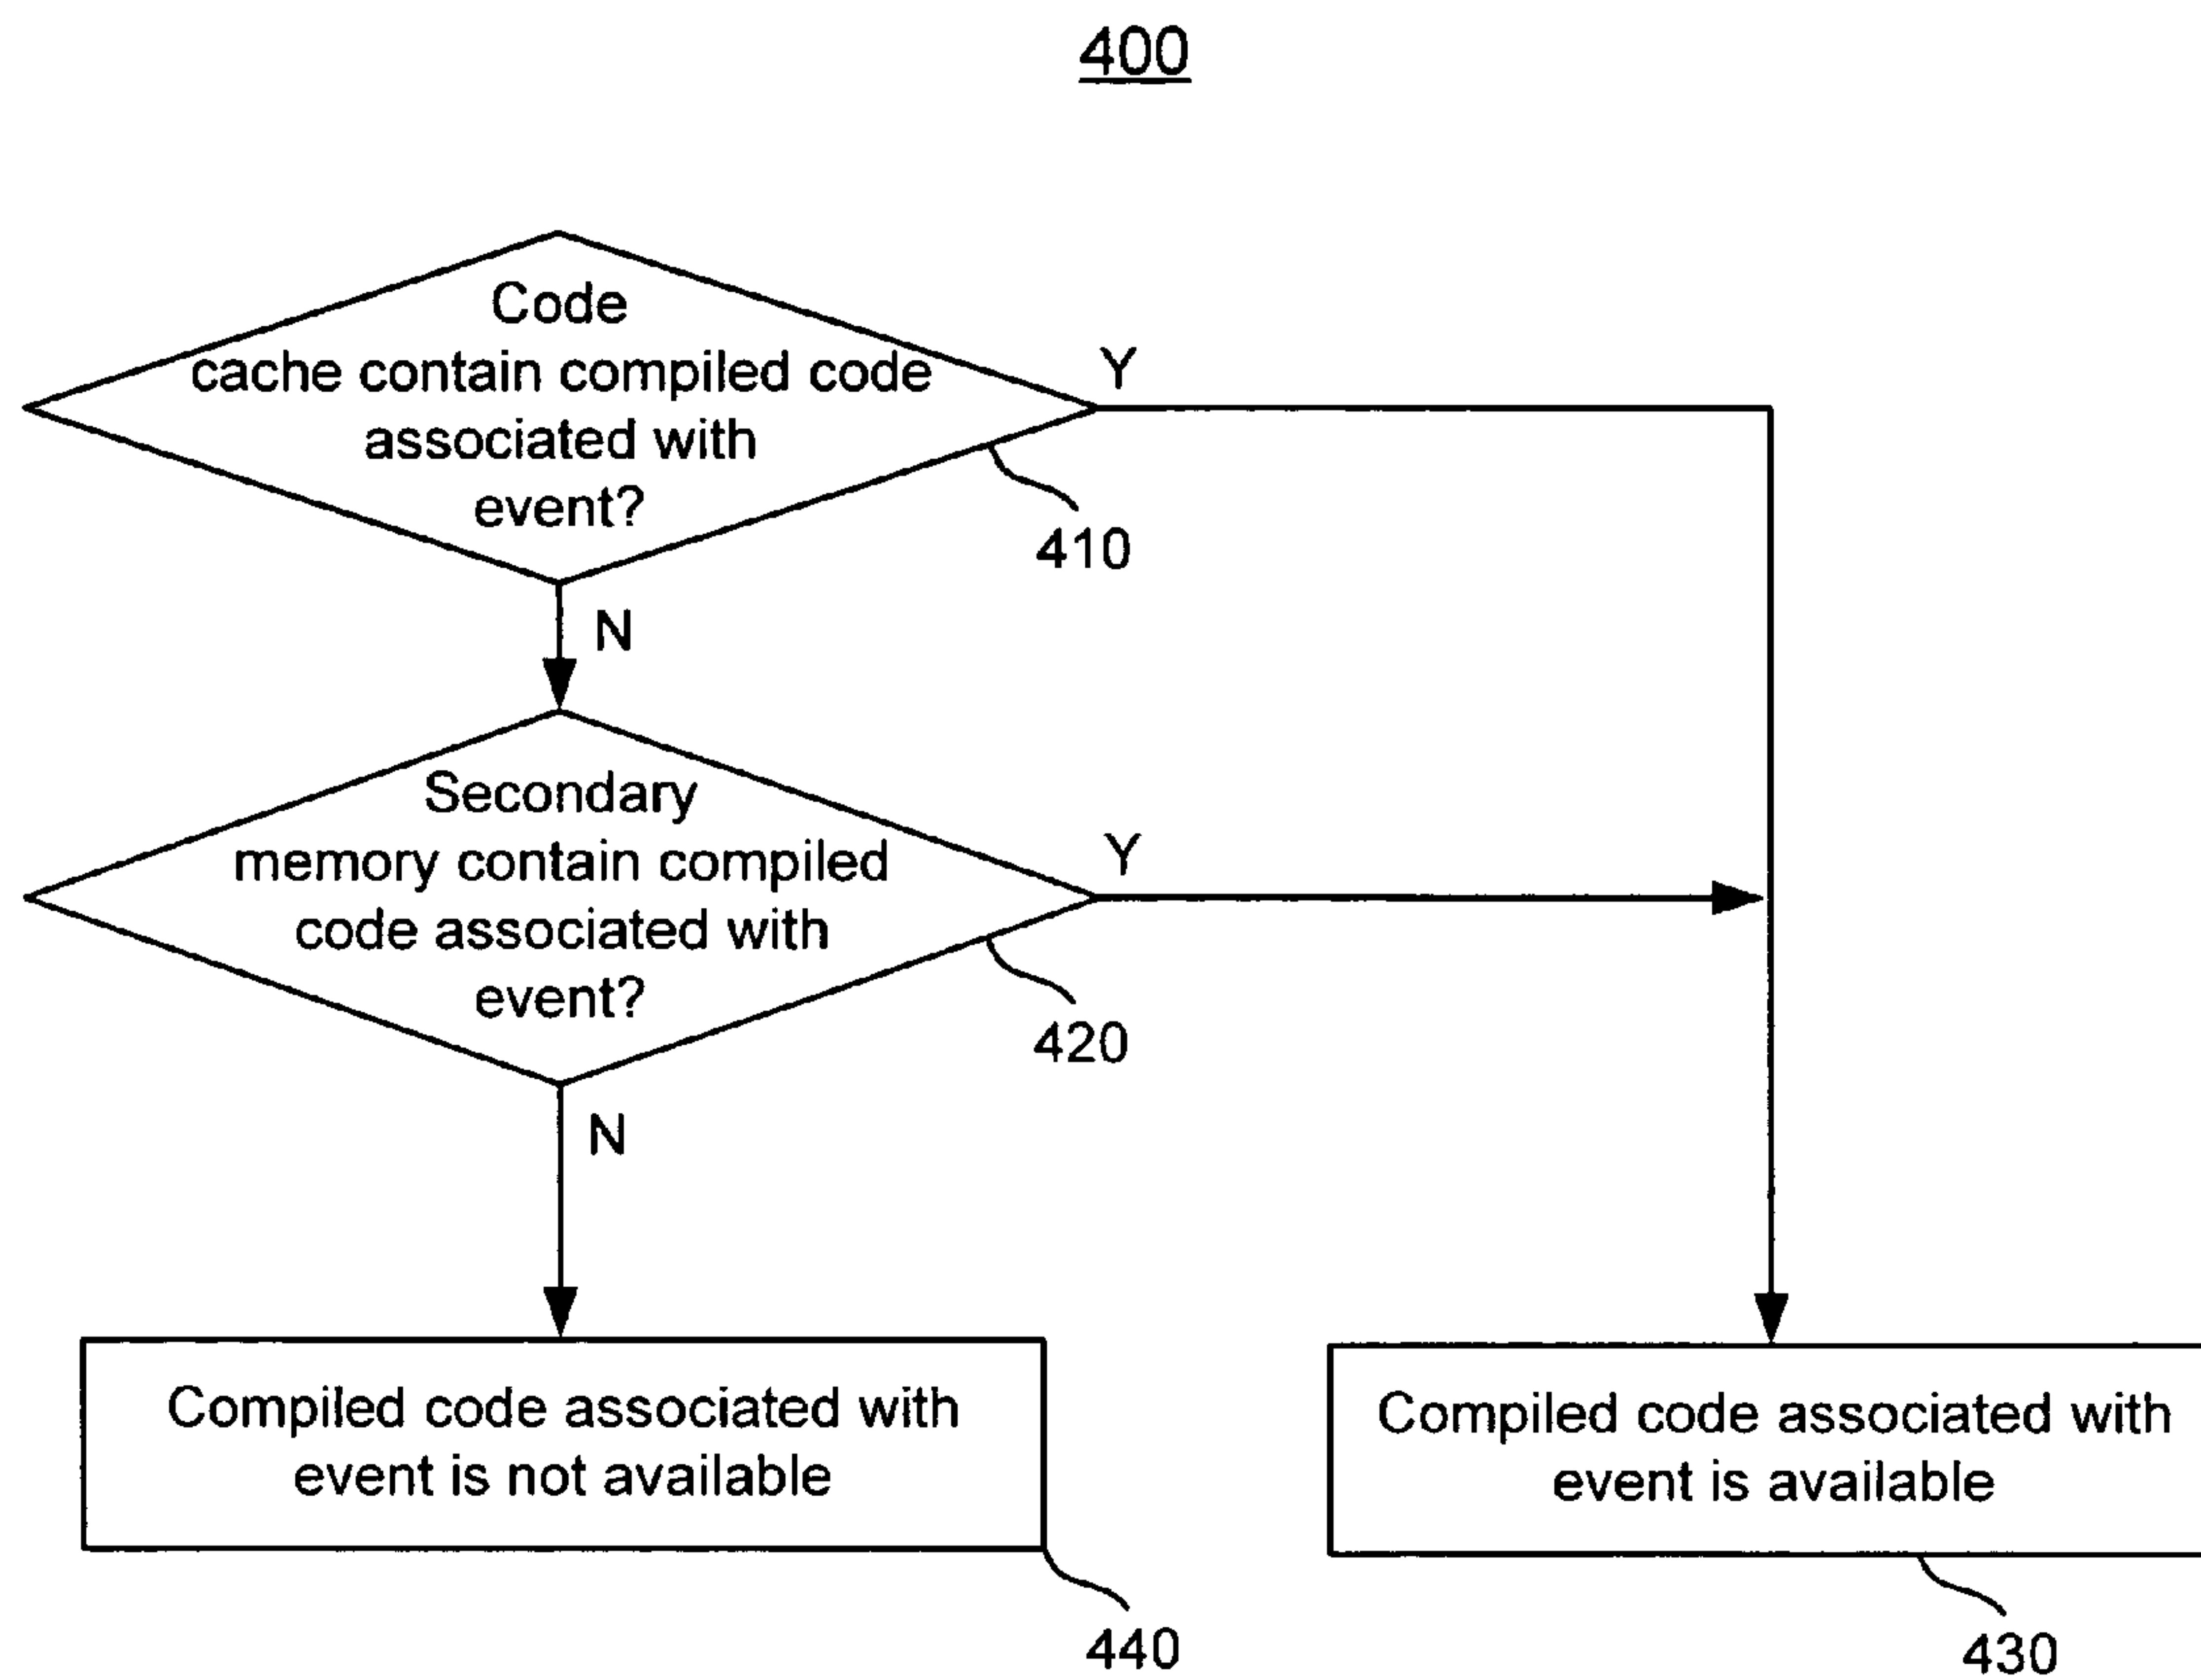 400
Code
cache contain compiled code
associated with
event?
Y
410
N
Secondary
memory contain compiled
code associated with
event?
Y
420
N
Compiled code associated with
event is not available
440
Compiled code associated with
event is available
430